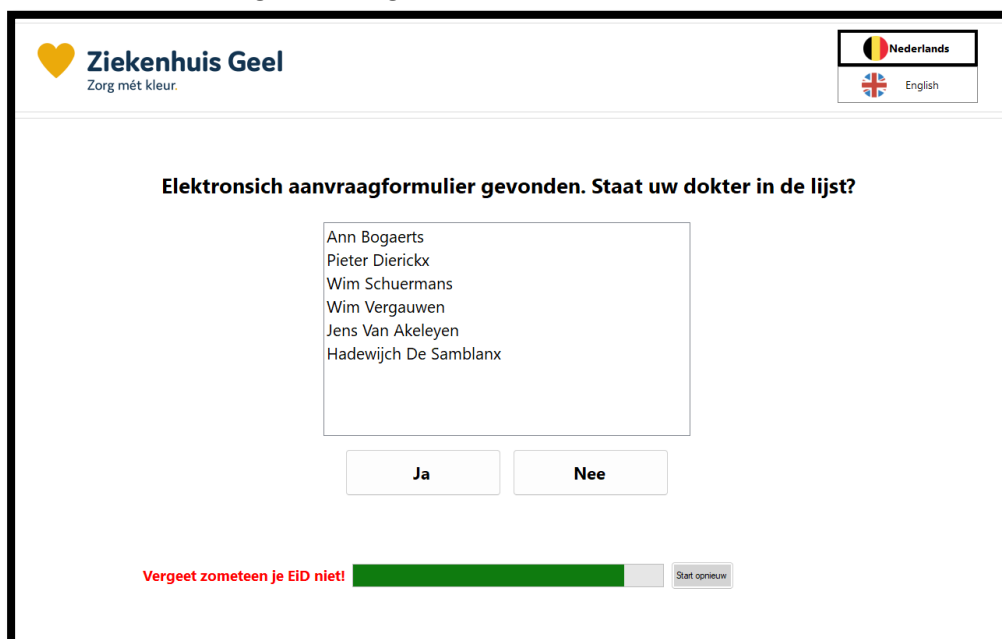 Ziekenhuis Geel
Zorg mét kleur.
Nederlands
English
Elektronsich aanvraagformulier gevonden. Staat uw dokter in de lijst?
Ann Bogaerts
Pieter Dierickx
Wim Schuermans
Wim Vergauwen
Jens Van Akeleyen
Hadewijch De Samblanx
Ja Nee
Vergeet zometeen je EiD niet! Start opnieuw